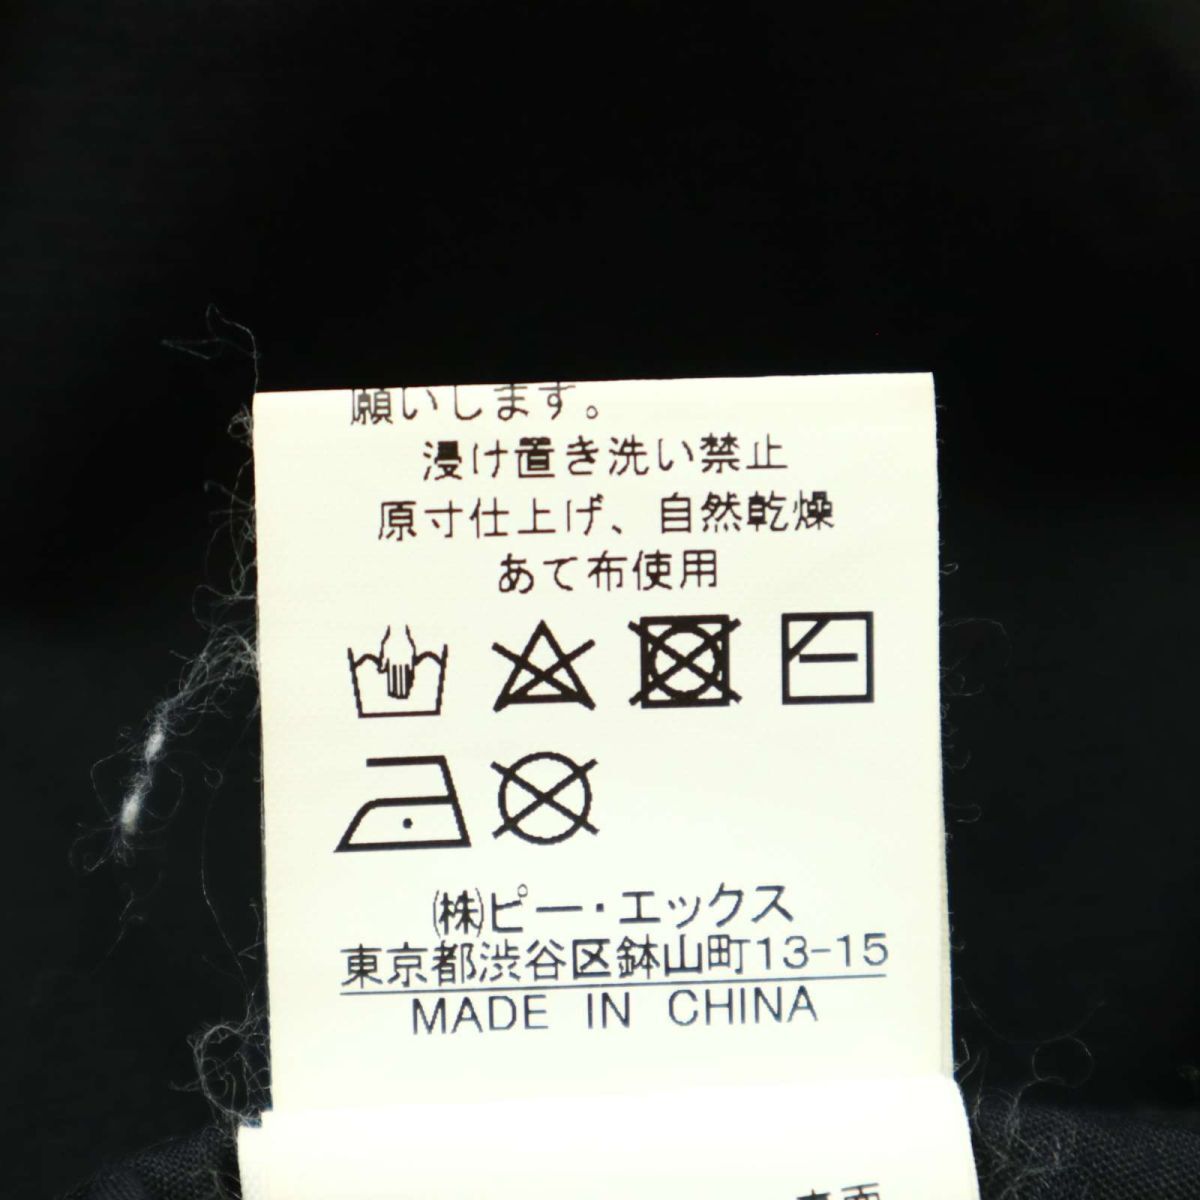 願いします。
浸け置き洗い禁止
原寸仕上げ、自然乾燥
あて布使用
(株)ピー・エックス
東京都渋谷区鉢山町13-15
MADE IN CHINA
表面